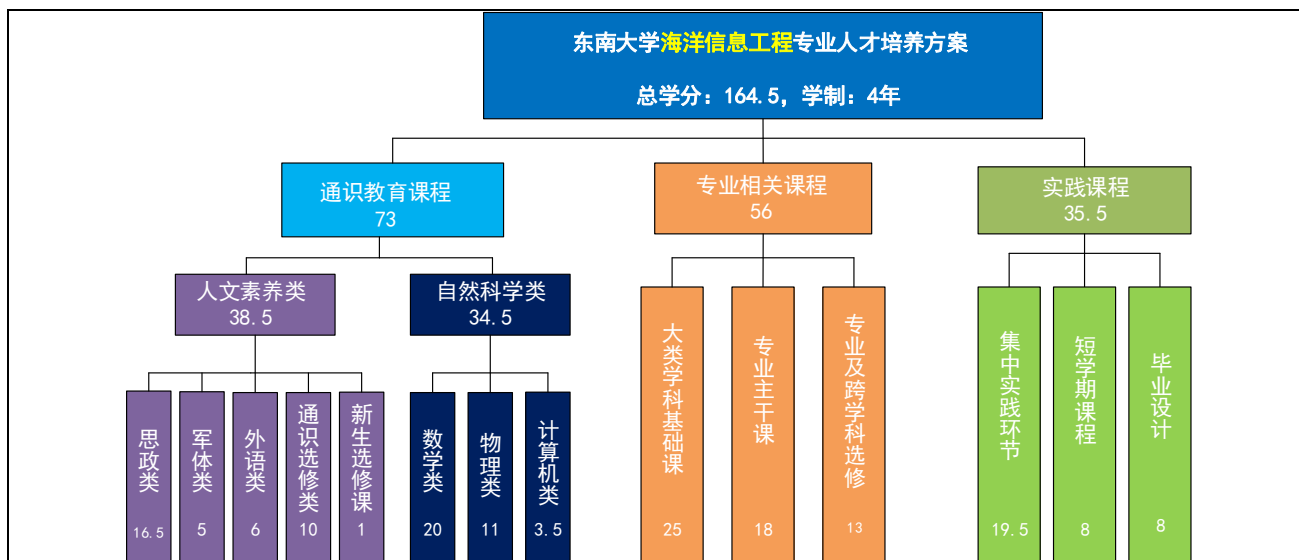 东南大学海洋信息工程专业人才培养方案
总学分：164.5，学制：4年
通识教育课程
73
专业相关课程
56
实践课程
35.5
人文素养类
38.5
自然科学类
34.5
思政类
16.5
军体类
5
外语类
6
通识选修类
10
新生选修课
1
数学类
20
物理类
11
计算机类
3.5
大类学科基础课
25
专业主干课
18
专业及跨学科选修
13
集中实践环节
19.5
短学期课程
8
毕业设计
8